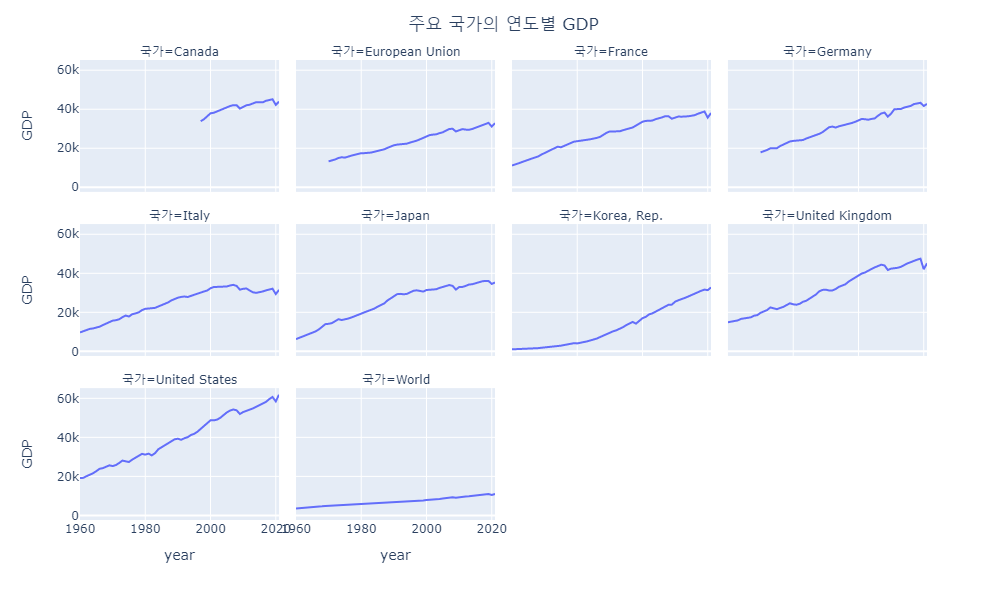 주요 국가의 연도별 GDP
국가=Canada
국가=European Union
국가=France
국가=Germany
GDP
60k
40k
20k
0
국가=Italy
국가=Japan
국가=Korea, Rep.
국가=United Kingdom
GDP
60k
40k
20k
0
국가=United States
국가=World
GDP
60k
40k
20k
0
1960 1980 2000 2020
1960 1980 2000 2020
year
year